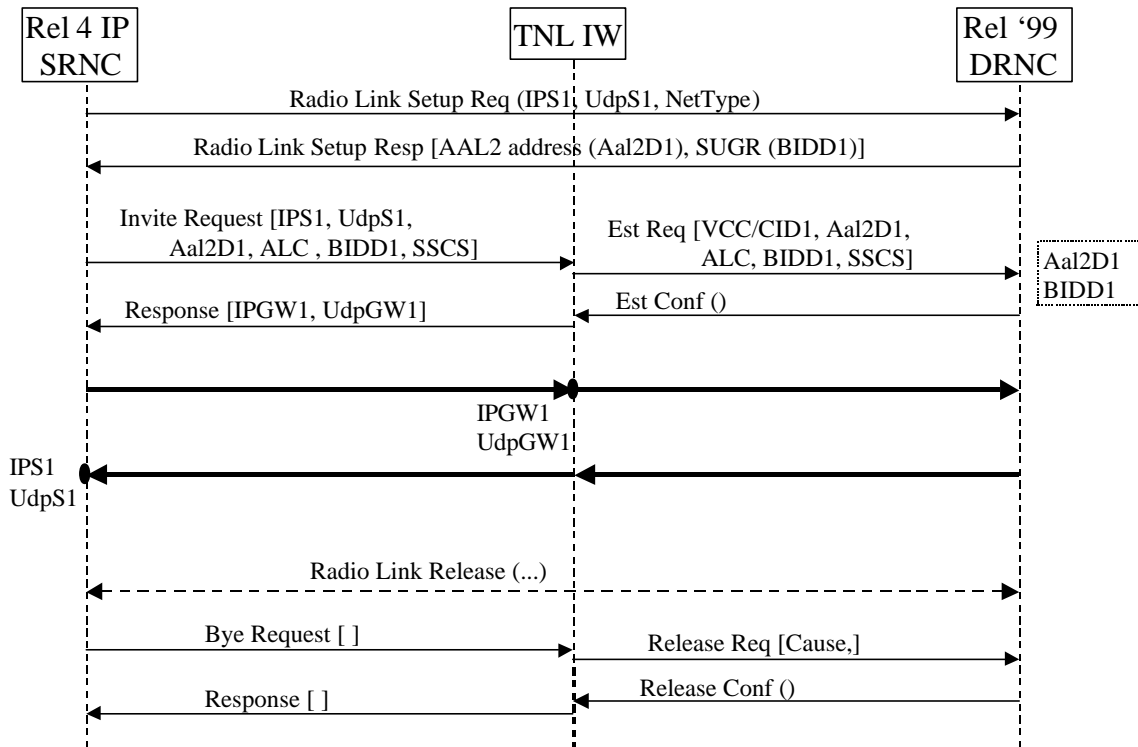 Rel 4 IP
SRNC
TNL IW
Rel ‘99
DRNC
Radio Link Setup Req (IPS1, UdpS1, NetType)
Radio Link Setup Resp [AAL2 address (Aal2D1), SUGR (BIDD1)]
Invite Request [IPS1, UdpS1,
Aal2D1, ALC , BIDD1, SSCS]
Est Req [VCC/CID1, Aal2D1,
ALC, BIDD1, SSCS]
Aal2D1
BIDD1
Response [IPGW1, UdpGW1]
Est Conf ()
IPGW1
UdpGW1
IPS1
UdpS1
Radio Link Release (...)
Bye Request [ ]
Release Req [Cause,]
Response [ ]
Release Conf ()